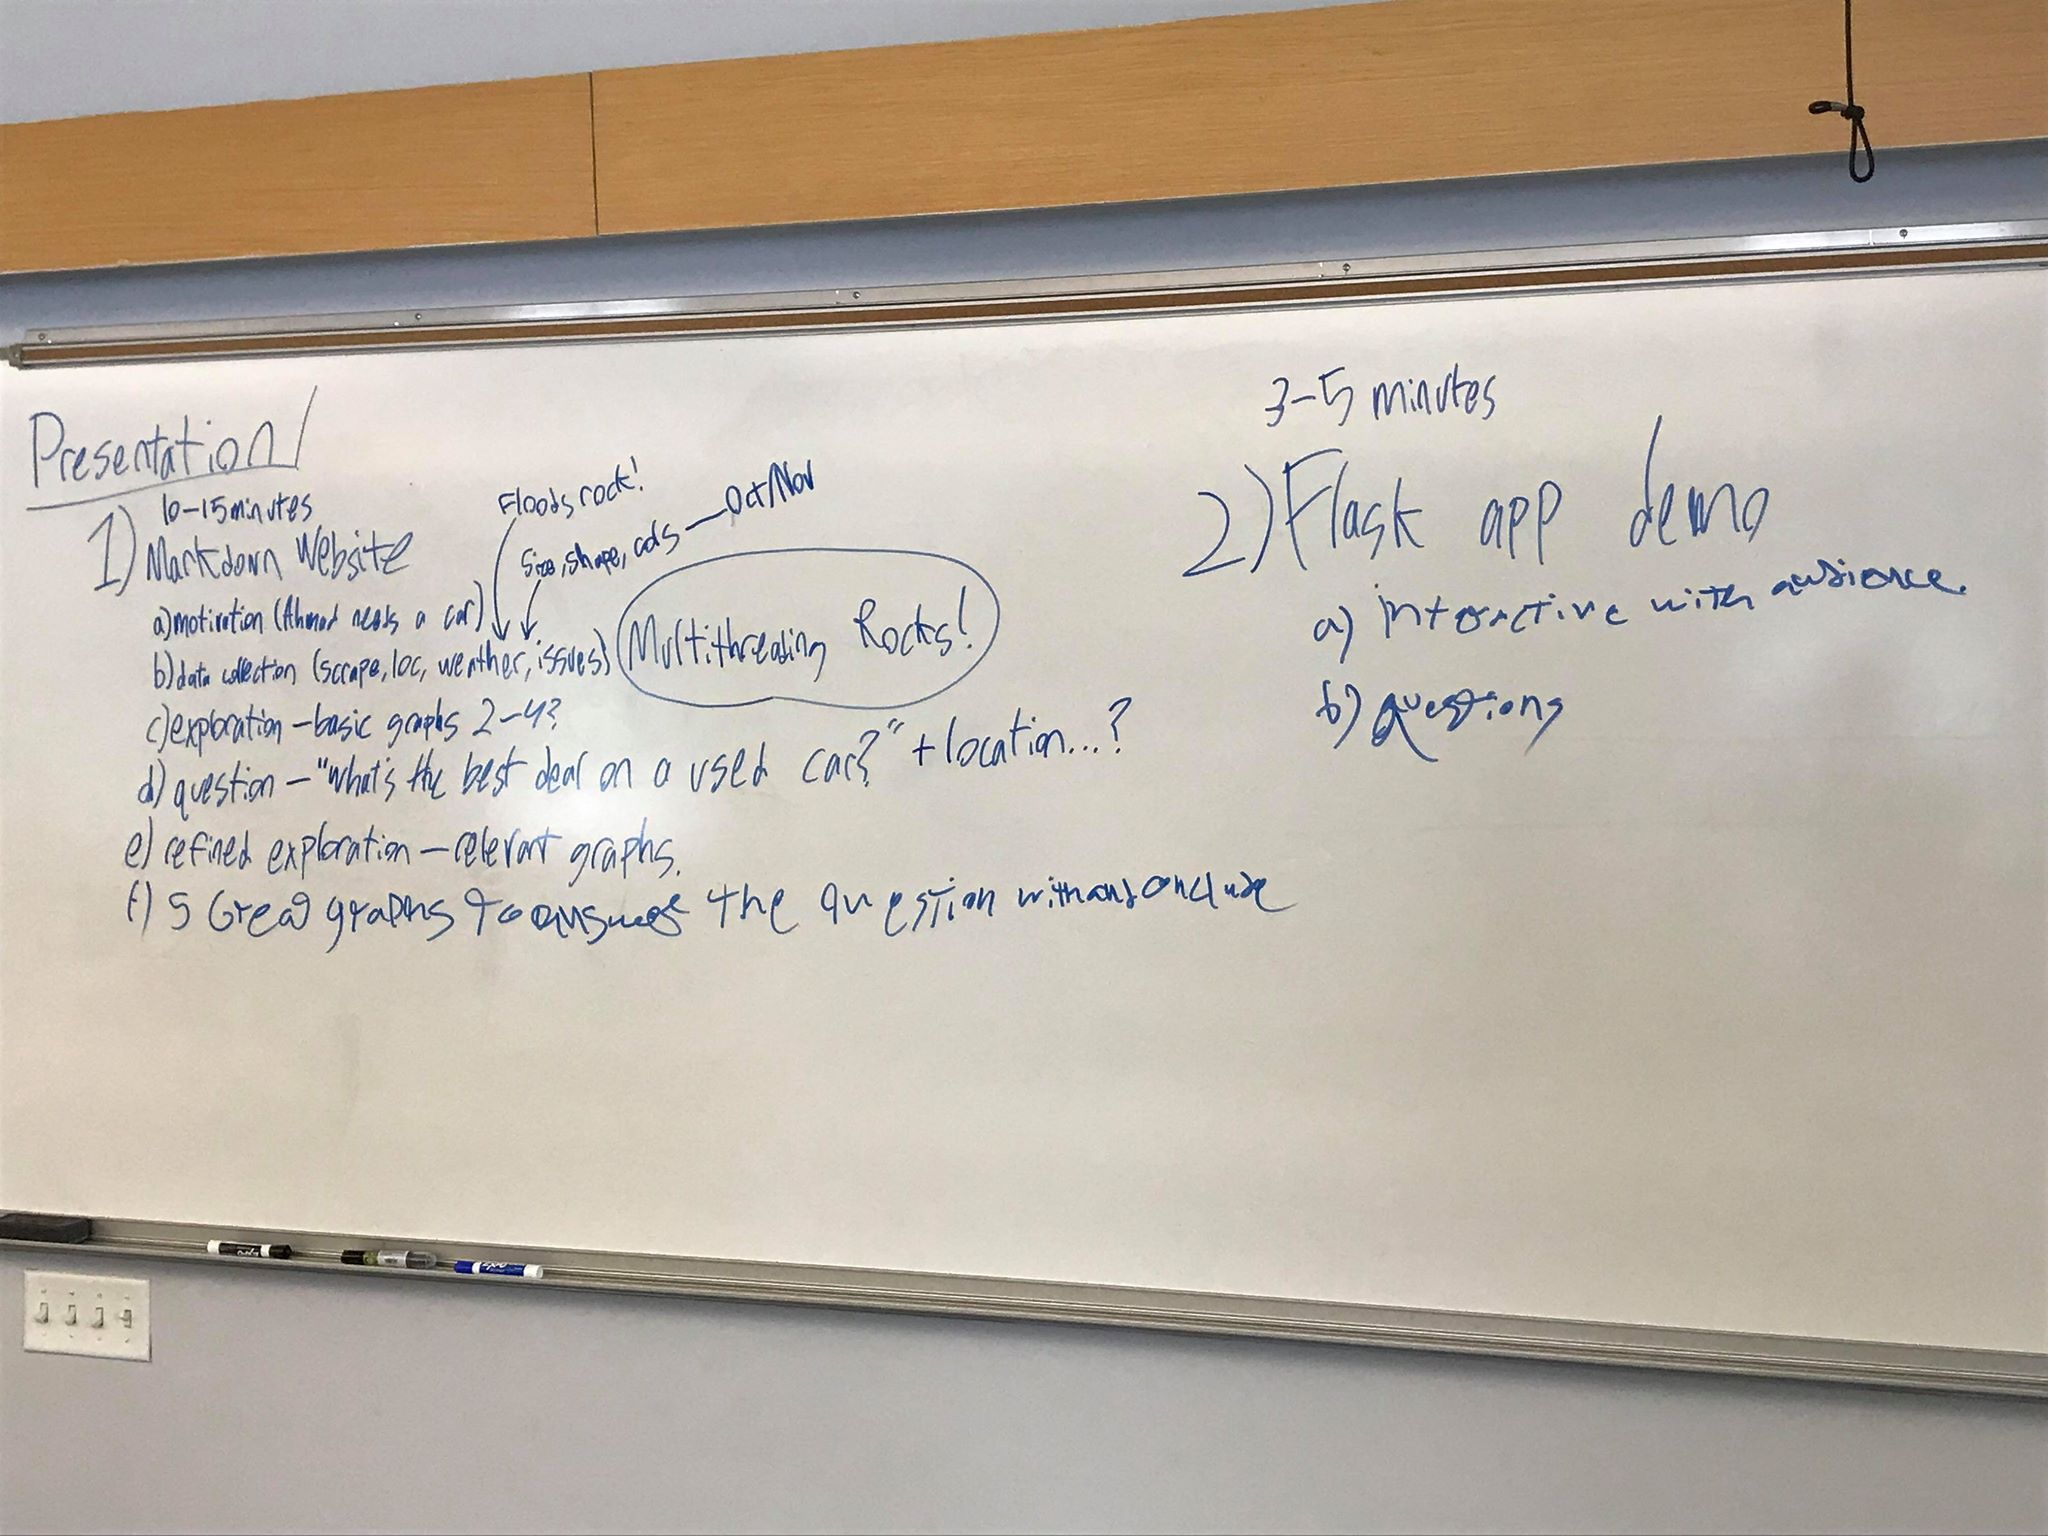 Presentation
10-15 minutes
1) Markdown Website
Floods rock!
Size, shape, cols — Oct/Nov
a) motivation (Ahmad needs a car)
b) data collection (scrape, loc, weather, issues)
Multithreading Rocks!
c) exploration - basic graphs 2-4?
d) question - "what's the best deal on a used car?" + location...?
e) refined exploration - relevant graphs.
f) 5 Great graphs to answer the question with and conclude
3-5 minutes
2) Flask app demo
a) interactive with audience.
b) questions
expo